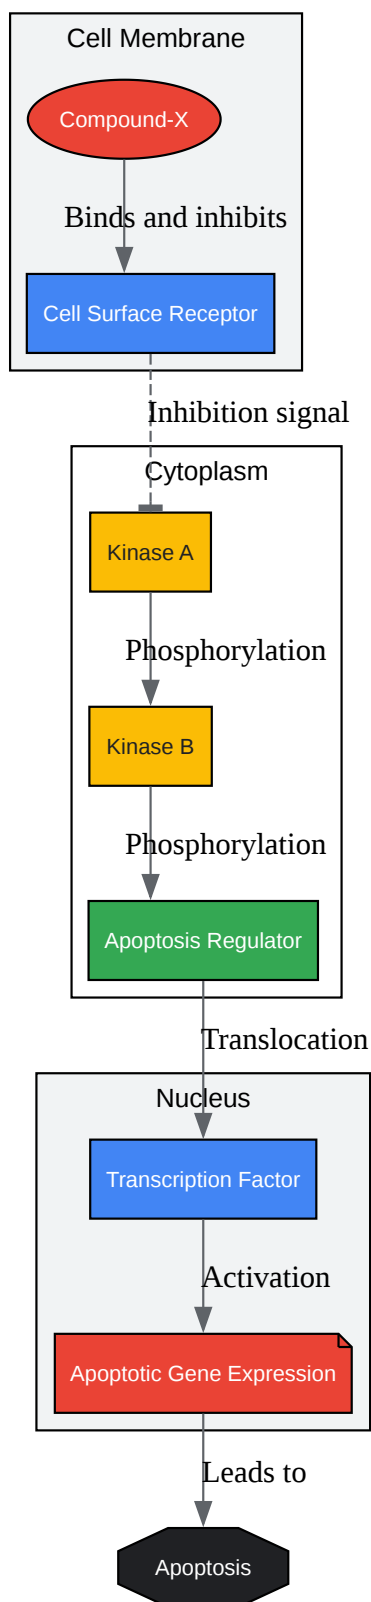 Cell Membrane
Compound-X
Binds and inhibits
Cell Surface Receptor
Inhibition signal
Cytoplasm
Kinase A
Phosphorylation
Kinase B
Phosphorylation
Apoptosis Regulator
Translocation
Nucleus
Transcription Factor
Activation
Apoptotic Gene Expression
Leads to
Apoptosis